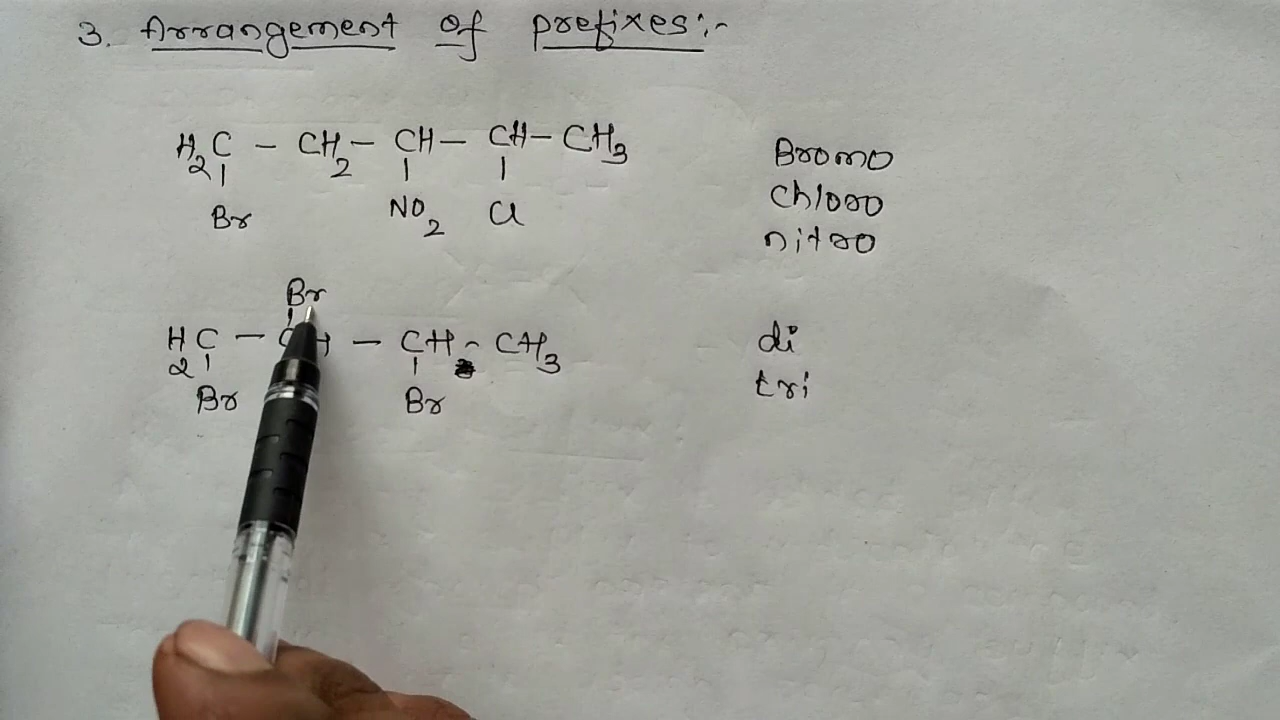 3. Arrangement of prefixes:-
H2C - CH2 - CH - CH - CH3
Br NO2 Cl
Bromo
Chloro
nitro
Br
H2C - CH - CH - CH3
Br Br
di
tri